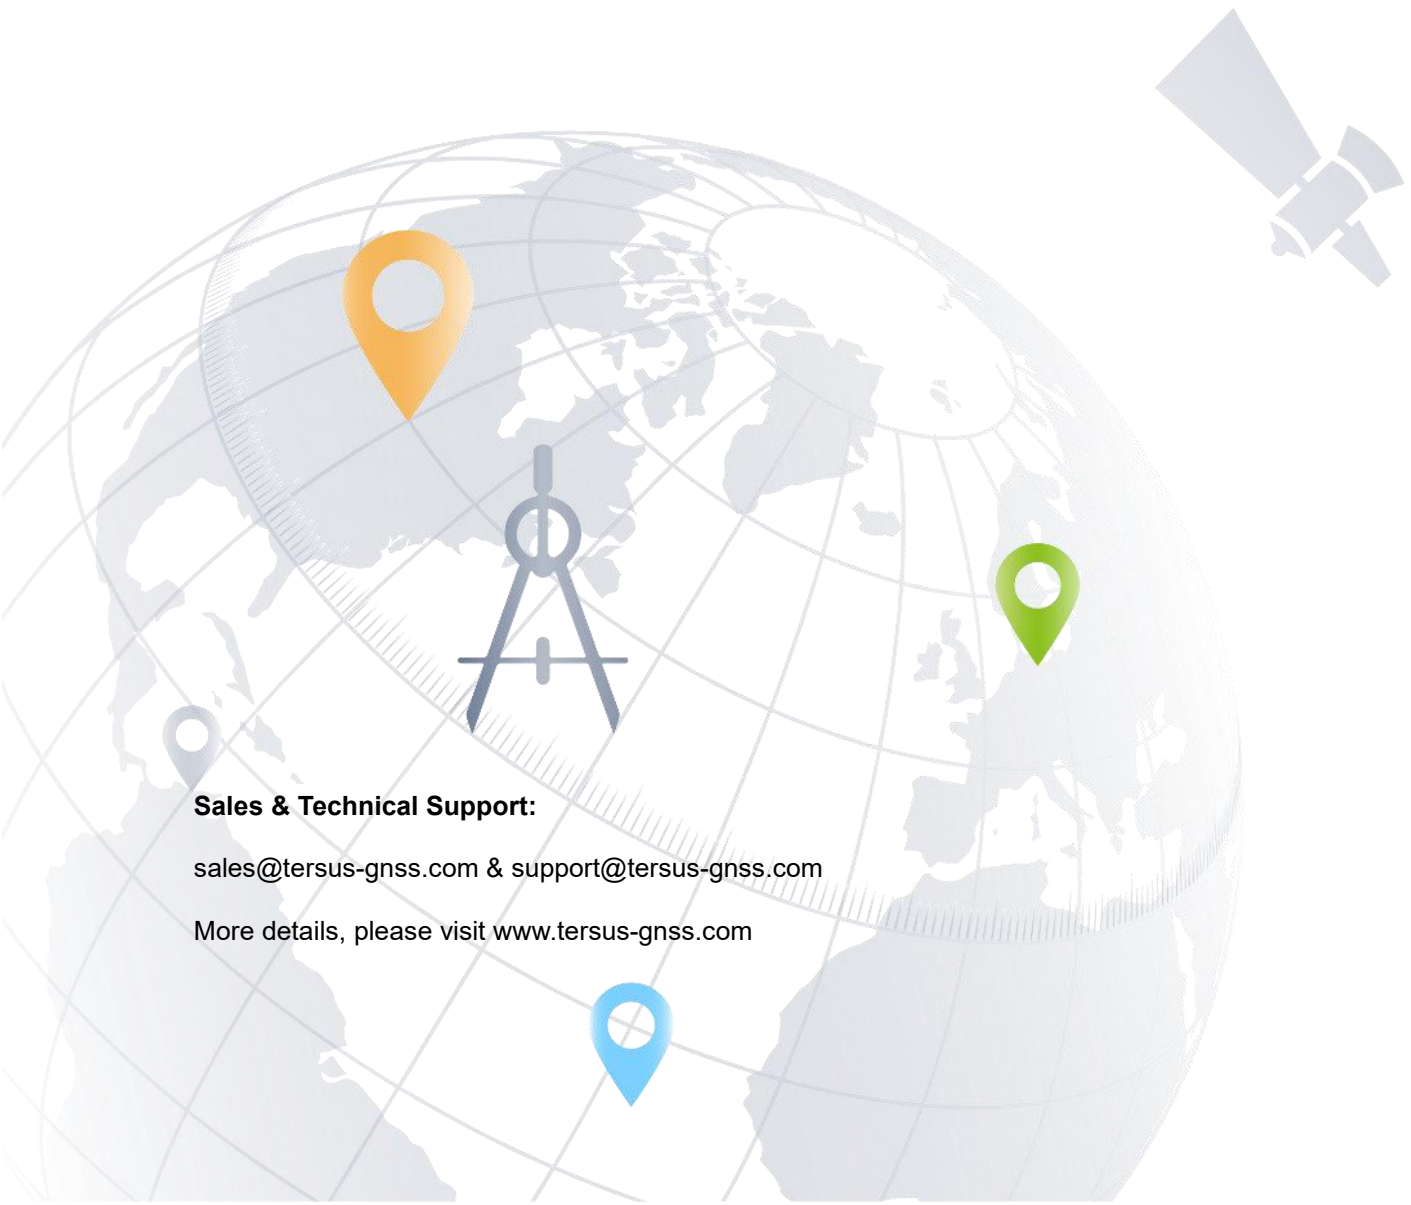 Sales & Technical Support:
sales@tersus-gnss.com & support@tersus-gnss.com
More details, please visit www.tersus-gnss.com